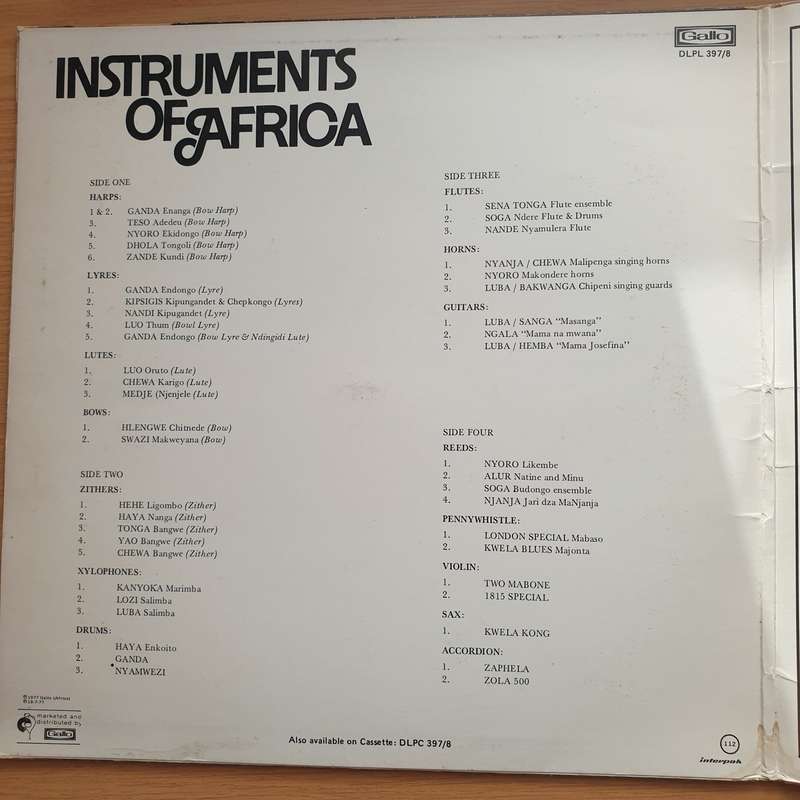 Gallo
DLPL 397/8
INSTRUMENTS
OF AFRICA
SIDE ONE
HARPS:
1 & 2. GANDA Enanga (Bow Harp)
3. TESO Adedeu (Bow Harp)
4. NYORO Ekidongo (Bow Harp)
5. DHOLA Tongoli (Bow Harp)
6. ZANDE Kundi (Bow Harp)
LYRES:
1. GANDA Endongo (Lyre)
2. KIPSIGIS Kipungandet & Chepkongo (Lyres)
3. NANDI Kipugandet (Lyre)
4. LUO Thum (Bowl Lyre)
5. GANDA Endongo (Bow Lyre & Ndingidi Lute)
LUTES:
1. LUO Oruto (Lute)
2. CHEWA Karigo (Lute)
3. MEDJE (Njenjele (Lute)
BOWS:
1. HLENGWE Chitnede (Bow)
2. SWAZI Makweyana (Bow)
SIDE TWO
ZITHERS:
1. HEHE Ligombo (Zither)
2. HAYA Nanga (Zither)
3. TONGA Bangwe (Zither)
4. YAO Bangwe (Zither)
5. CHEWA Bangwe (Zither)
XYLOPHONES:
1. KANYOKA Marimba
2. LOZI Salimba
3. LUBA Salimba
DRUMS:
1. HAYA Enkoito
2. GANDA
3. NYAMWEZI
SIDE THREE
FLUTES:
1. SENA TONGA Flute ensemble
2. SOGA Ndere Flute & Drums
3. NANDE Nyamulera Flute
HORNS:
1. NYANJA / CHEWA Malipenga singing horns
2. NYORO Makondere horns
3. LUBA / BAKWANGA Chipeni singing guards
GUITARS:
1. LUBA / SANGA "Masanga"
2. NGALA "Mama na mwana"
3. LUBA / HEMBA "Mama Josefina"
SIDE FOUR
REEDS:
1. NYORO Likembe
2. ALUR Natine and Minu
3. SOGA Budongo ensemble
4. NJANJA Jari dza MaNjanja
PENNYWHISTLE:
1. LONDON SPECIAL Mabaso
2. KWELA BLUES Majonta
VIOLIN:
1. TWO MABONE
2. 1815 SPECIAL
SAX:
1. KWELA KONG
ACCORDION:
1. ZAPHELA
2. ZOLA 500
℗ 1977 Gallo (Africa)
marketed and
distributed by
Gallo
Also available on Cassette: DLPC 397/8
112
interpak